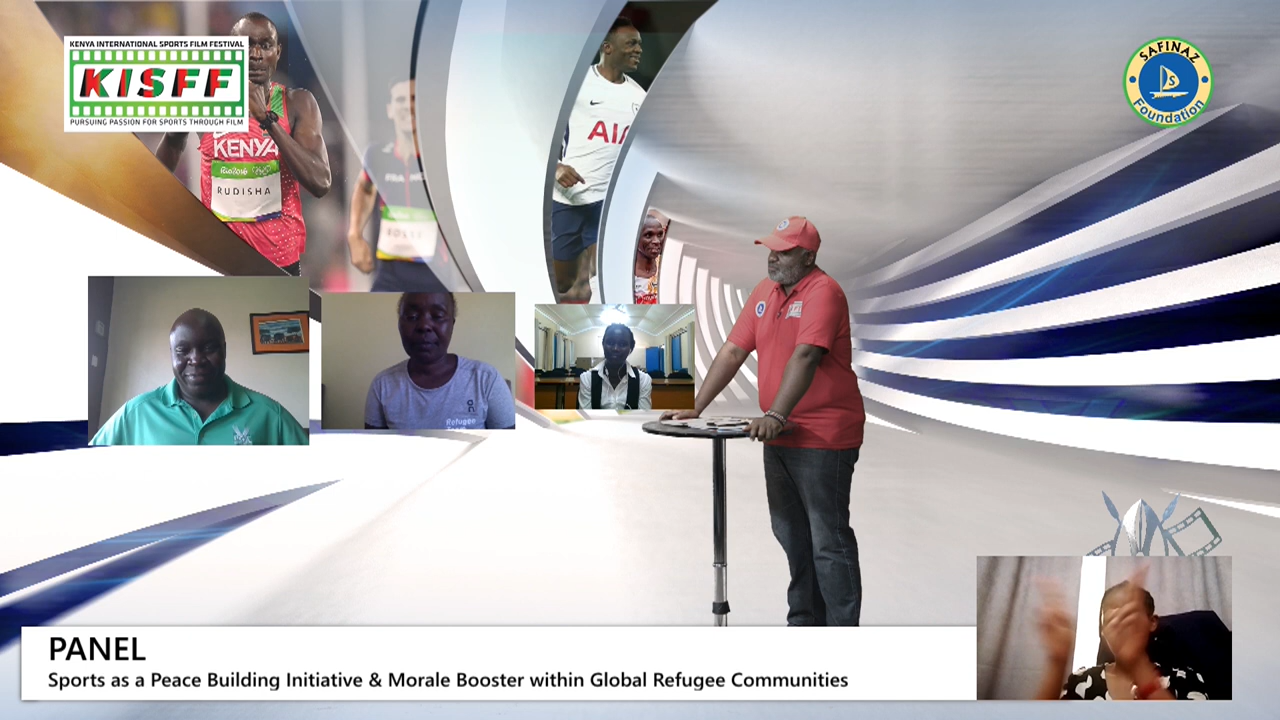 KENYA INTERNATIONAL SPORTS FILM FESTIVAL
KISFF
PURSUING PASSION FOR SPORTS THROUGH FILM
SAFINAZ
S
Foundation
KENYA
Rio2016
RUDISHA
AIA
Refugee
PANEL
Sports as a Peace Building Initiative & Morale Booster within Global Refugee Communities